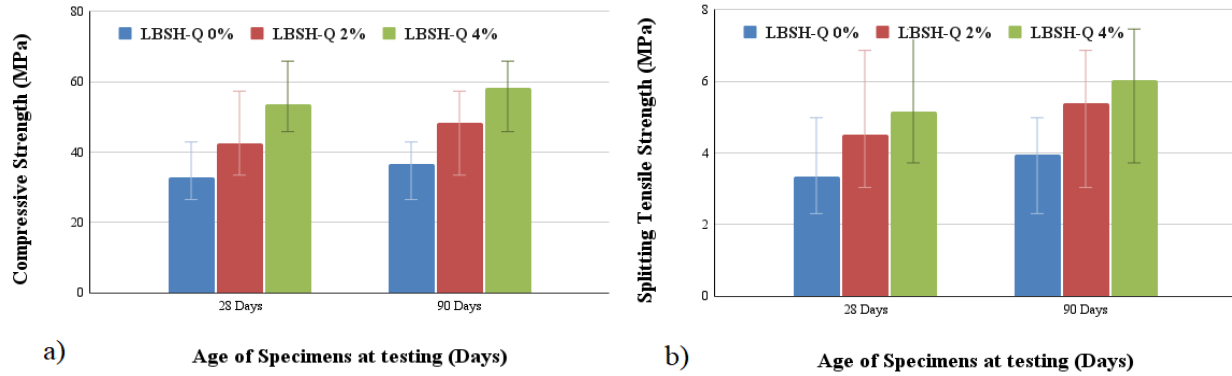 Compressive Strength (MPa)
80
60
40
20
0
LBSH-Q 0% LBSH-Q 2% LBSH-Q 4%
28 Days 90 Days
a) Age of Specimens at testing (Days)
Splitting Tensile Strength (MPa)
8
6
4
2
0
LBSH-Q 0% LBSH-Q 2% LBSH-Q 4%
28 Days 90 Days
b) Age of Specimens at testing (Days)